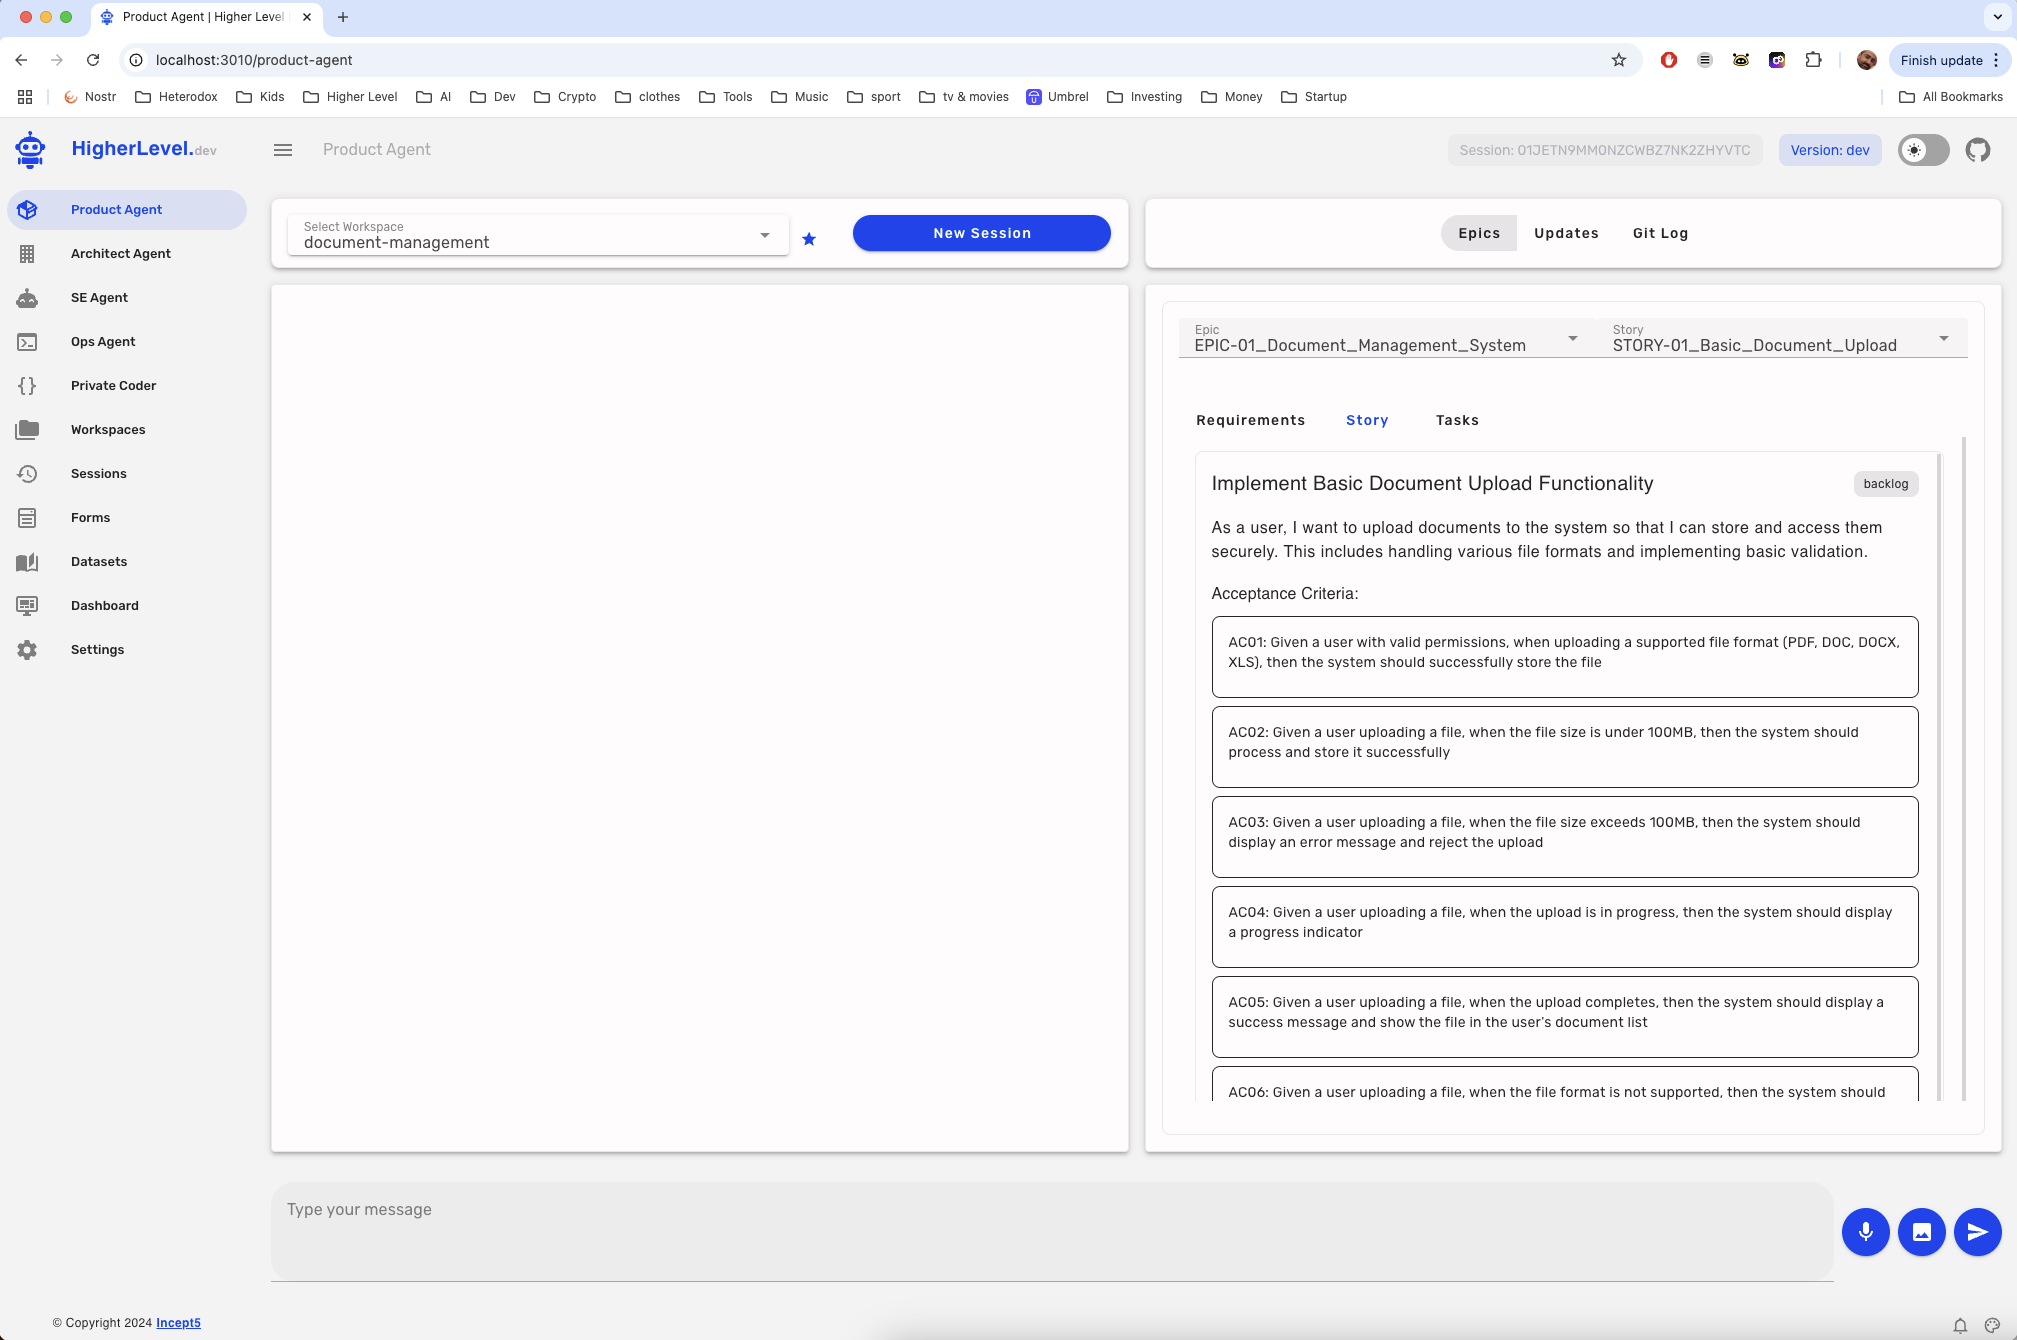 Product Agent | Higher Level
localhost:3010/product-agent
Finish update
Nostr
Heterodox
Kids
Higher Level
AI
Dev
Crypto
clothes
Tools
Music
sport
tv & movies
Umbrel
Investing
Money
Startup
All Bookmarks
HigherLevel.dev
Product Agent
Session: 01JETN9MM0NZCWBZ7NK2ZHYVTC
Version: dev
Product Agent
Architect Agent
SE Agent
Ops Agent
Private Coder
Workspaces
Sessions
Forms
Datasets
Dashboard
Settings
Select Workspace
document-management
New Session
Epics
Updates
Git Log
Epic
EPIC-01_Document_Management_System
Story
STORY-01_Basic_Document_Upload
Requirements
Story
Tasks
Implement Basic Document Upload Functionality
backlog
As a user, I want to upload documents to the system so that I can store and access them
securely. This includes handling various file formats and implementing basic validation.
Acceptance Criteria:
AC01: Given a user with valid permissions, when uploading a supported file format (PDF, DOC, DOCX,
XLS), then the system should successfully store the file
AC02: Given a user uploading a file, when the file size is under 100MB, then the system should
process and store it successfully
AC03: Given a user uploading a file, when the file size exceeds 100MB, then the system should
display an error message and reject the upload
AC04: Given a user uploading a file, when the upload is in progress, then the system should display
a progress indicator
AC05: Given a user uploading a file, when the upload completes, then the system should display a
success message and show the file in the user's document list
AC06: Given a user uploading a file, when the file format is not supported, then the system should
Type your message
© Copyright 2024 Incept5